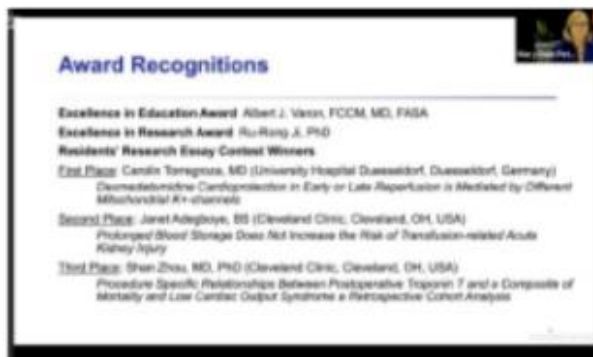 Award Recognitions
Excellence in Education Award Albert J. Varon, FCCM, MD, FASA
Excellence in Research Award Ru-Rong Ji, PhD
Residents' Research Essay Contest Winners
First Place: Carolin Torregroza, MD (University Hospital Duesseldorf, Duesseldorf, Germany)
Dexmedetomidine Cardioprotection in Early or Late Reperfusion is Mediated by Different
Mitochondrial K+-channels
Second Place: Janet Adegboye, BS (Cleveland Clinic, Cleveland, OH, USA)
Prolonged Blood Storage Does Not Increase the Risk of Transfusion-related Acute
Kidney Injury
Third Place: Shan Zhou, MD, PhD (Cleveland Clinic, Cleveland, OH, USA)
Procedure Specific Relationships Between Postoperative Troponin T and a Composite of
Mortality and Low Cardiac Output Syndrome a Retrospective Cohort Analysis